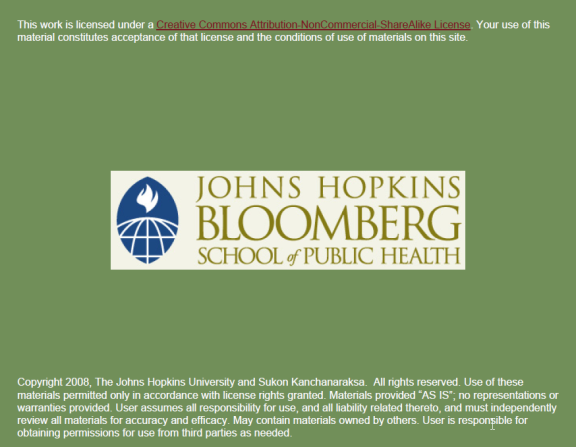 This work is licensed under a Creative Commons Attribution-NonCommercial-ShareAlike License. Your use of this
material constitutes acceptance of that license and the conditions of use of materials on this site.
JOHNS HOPKINS
BLOOMBERG
SCHOOL of PUBLIC HEALTH
Copyright 2008, The Johns Hopkins University and Sukon Kanchanaraksa. All rights reserved. Use of these
materials permitted only in accordance with license rights granted. Materials provided "AS IS"; no representations or
warranties provided. User assumes all responsibility for use, and all liability related thereto, and must independently
review all materials for accuracy and efficacy. May contain materials owned by others. User is responsible for
obtaining permissions for use from third parties as needed.